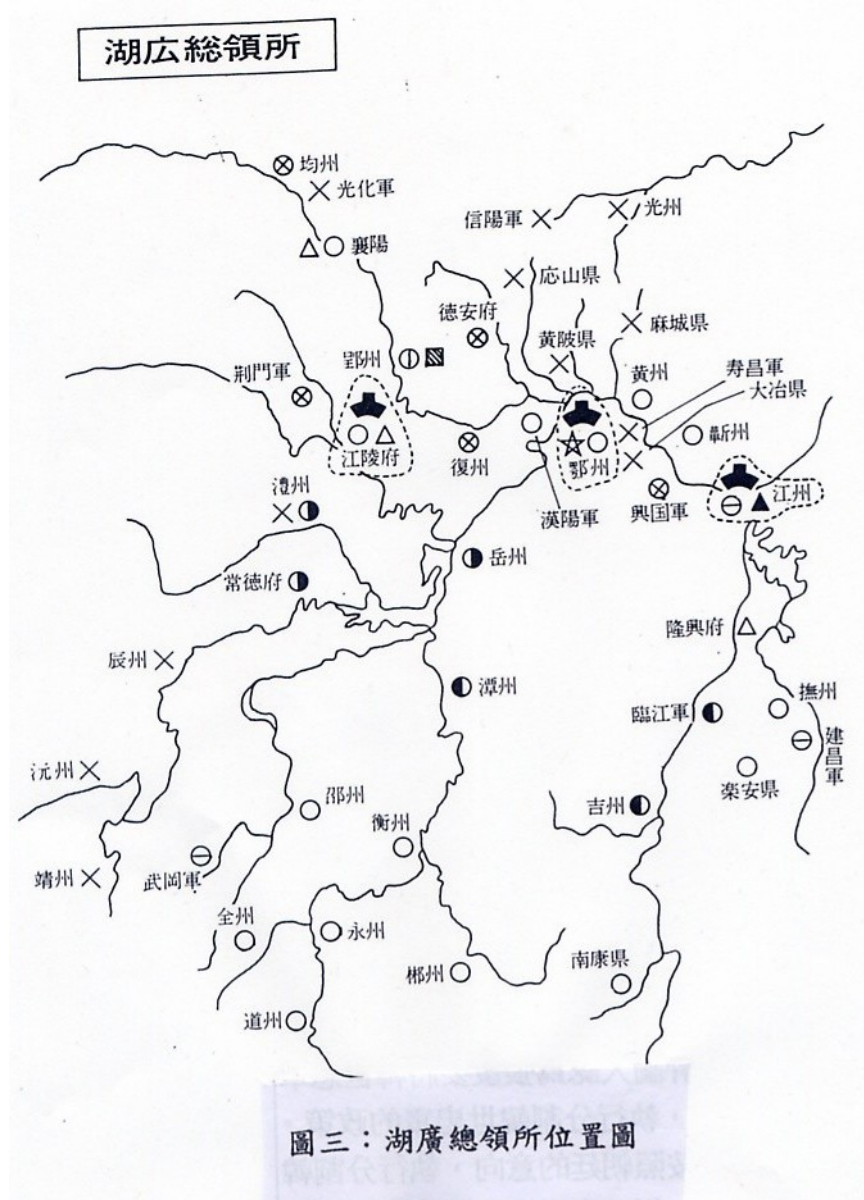 湖広総領所
均州
光化軍
襄陽
信陽軍
光州
応山県
徳安府
麻城県
黄陂県
郢州
荊門軍
黄州
寿昌軍
大冶県
蘄州
江陵府
復州
鄂州
江州
澧州
漢陽軍
興国軍
岳州
常徳府
隆興府
辰州
潭州
臨江軍
撫州
建昌軍
沅州
楽安県
邵州
吉州
衡州
靖州
武岡軍
全州
永州
郴州
南康県
道州
圖三：湖廣總領所位置圖